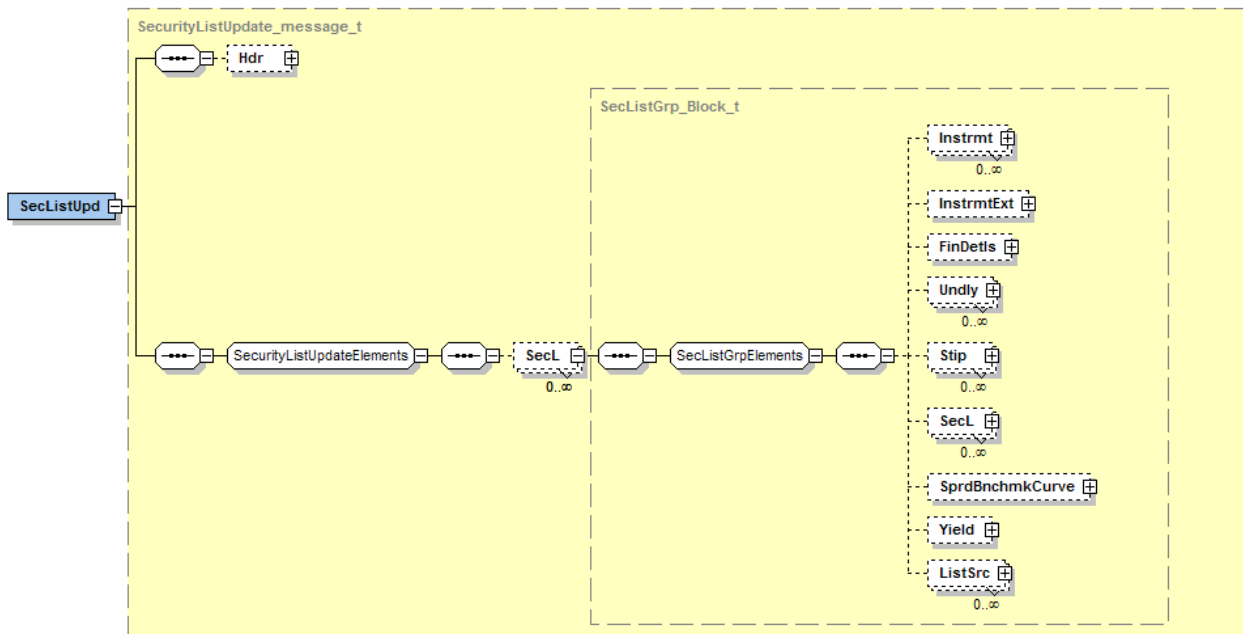 SecurityListUpdate_message_t
Hdr
SecListGrp_Block_t
Instrmt
0..∞
SecListUpd
InstrmtExt
FinDetls
Undly
0..∞
SecurityListUpdateElements
SecL
0..∞
SecListGrpElements
Stip
0..∞
SecL
0..∞
SprdBnchmkCurve
Yield
ListSrc
0..∞